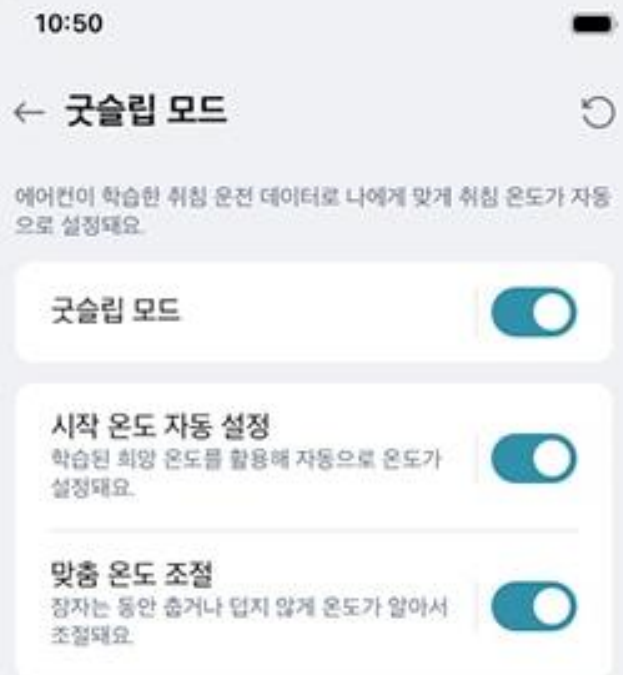 10:50
굿슬립 모드
에어컨이 학습한 취침 운전 데이터로 나에게 맞게 취침 온도가 자동
으로 설정돼요.
굿슬립 모드
시작 온도 자동 설정
학습된 희망 온도를 활용해 자동으로 온도가
설정돼요.
맞춤 온도 조절
잠자는 동안 춥거나 덥지 않게 온도가 알아서
조절돼요.